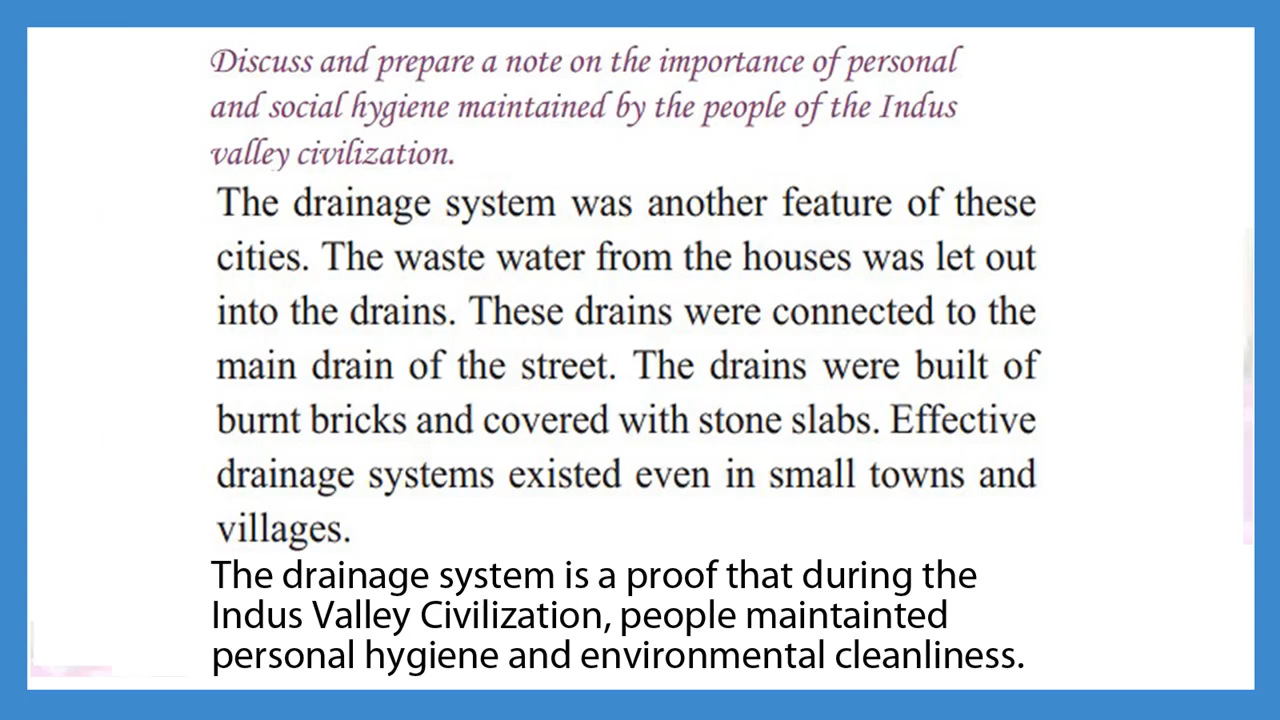 Discuss and prepare a note on the importance of personal
and social hygiene maintained by the people of the Indus
valley civilization.
The drainage system was another feature of these
cities. The waste water from the houses was let out
into the drains. These drains were connected to the
main drain of the street. The drains were built of
burnt bricks and covered with stone slabs. Effective
drainage systems existed even in small towns and
villages.
The drainage system is a proof that during the
Indus Valley Civilization, people maintainted
personal hygiene and environmental cleanliness.